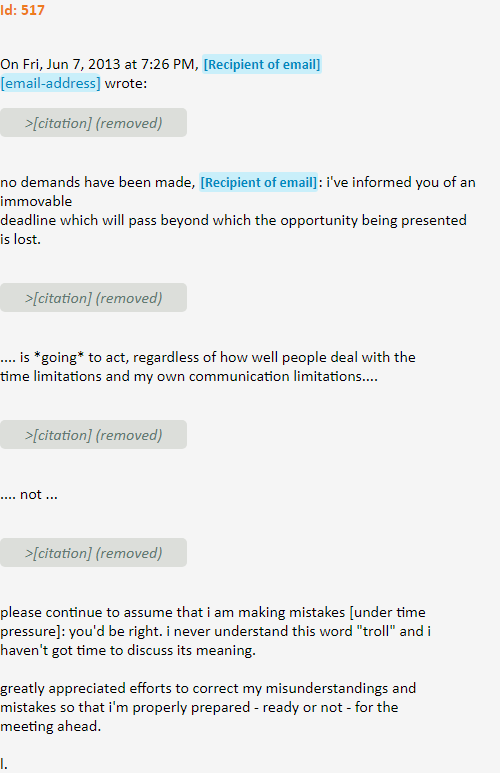 Id: 517
On Fri, Jun 7, 2013 at 7:26 PM, [Recipient of email]
[email-address] wrote:
>[citation] (removed)
no demands have been made, [Recipient of email]: i've informed you of an
immovable
deadline which will pass beyond which the opportunity being presented
is lost.
>[citation] (removed)
.... is *going* to act, regardless of how well people deal with the
time limitations and my own communication limitations....
>[citation] (removed)
.... not ...
>[citation] (removed)
please continue to assume that i am making mistakes [under time
pressure]: you'd be right. i never understand this word "troll" and i
haven't got time to discuss its meaning.
greatly appreciated efforts to correct my misunderstandings and
mistakes so that i'm properly prepared - ready or not - for the
meeting ahead.
l.